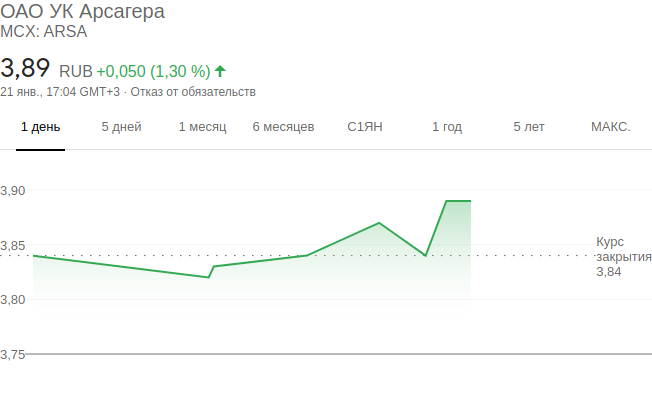 ОАО УК Арсагера
MCX: ARSA
3,89 RUB +0,050 (1,30 %)
21 янв., 17:04 GMT+3 · Отказ от обязательств
1 день 5 дней 1 месяц 6 месяцев С1ЯН 1 год 5 лет МАКС.
3,90
3,85
3,80
3,75
Курс
закрытия
3,84